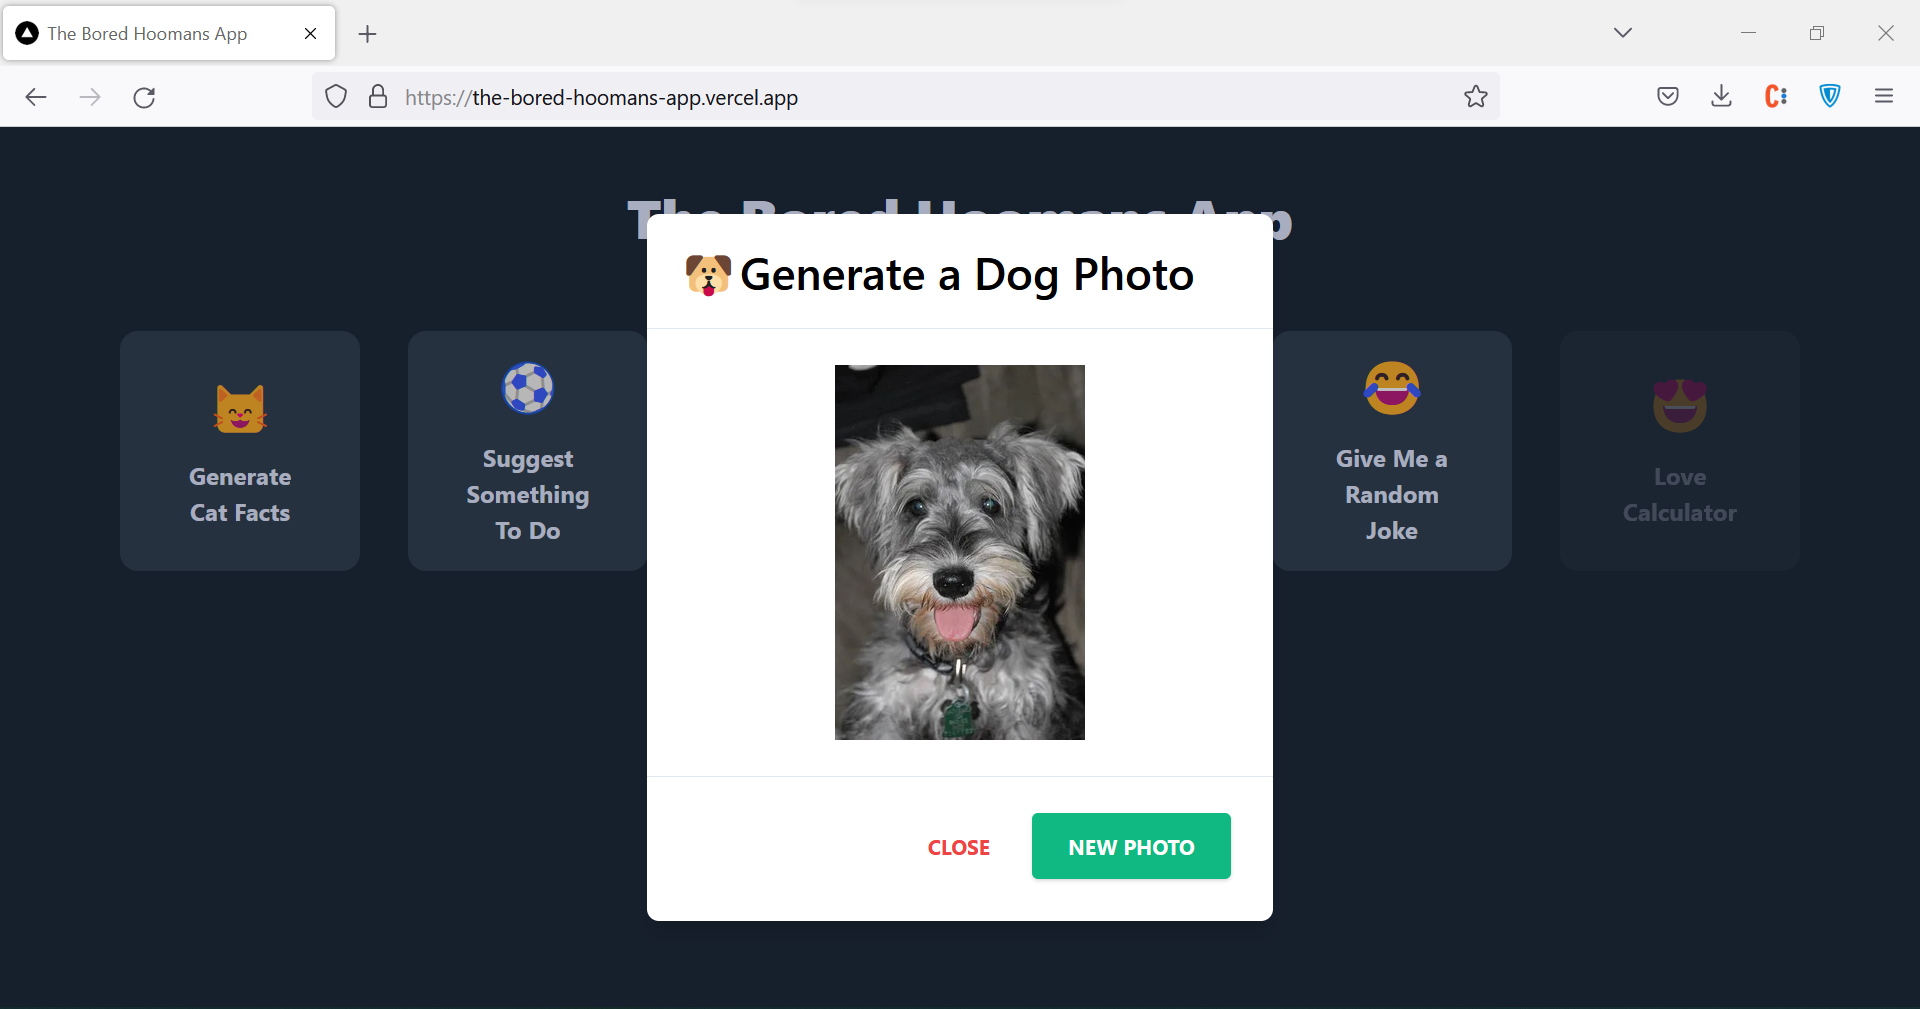 The Bored Hoomans App
https://the-bored-hoomans-app.vercel.app
The Bored Hoomans App
Generate a Dog Photo
Generate
Cat Facts
Suggest
Something
To Do
Give Me a
Random
Joke
Love
Calculator
CLOSE
NEW PHOTO